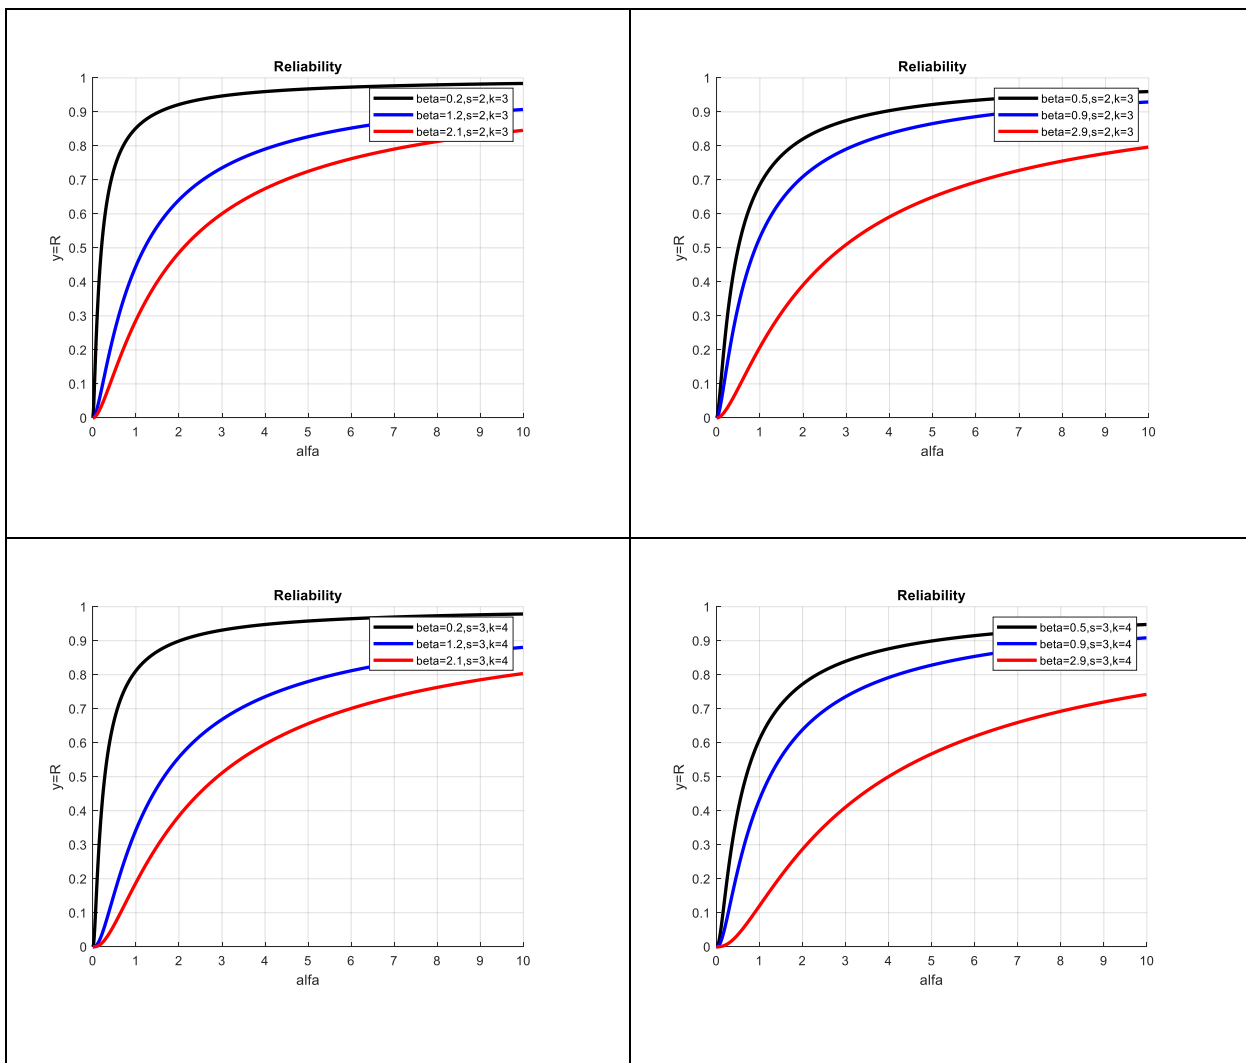 Reliability
1
0.9
0.8
0.7
0.6
0.5
0.4
0.3
0.2
0.1
0
y=R
beta=0.2,s=2,k=3
beta=1.2,s=2,k=3
beta=2.1,s=2,k=3
0 1 2 3 4 5 6 7 8 9 10
alfa
Reliability
1
0.9
0.8
0.7
0.6
0.5
0.4
0.3
0.2
0.1
0
y=R
beta=0.5,s=2,k=3
beta=0.9,s=2,k=3
beta=2.9,s=2,k=3
0 1 2 3 4 5 6 7 8 9 10
alfa
Reliability
1
0.9
0.8
0.7
0.6
0.5
0.4
0.3
0.2
0.1
0
y=R
beta=0.2,s=3,k=4
beta=1.2,s=3,k=4
beta=2.1,s=3,k=4
0 1 2 3 4 5 6 7 8 9 10
alfa
Reliability
1
0.9
0.8
0.7
0.6
0.5
0.4
0.3
0.2
0.1
0
y=R
beta=0.5,s=3,k=4
beta=0.9,s=3,k=4
beta=2.9,s=3,k=4
0 1 2 3 4 5 6 7 8 9 10
alfa